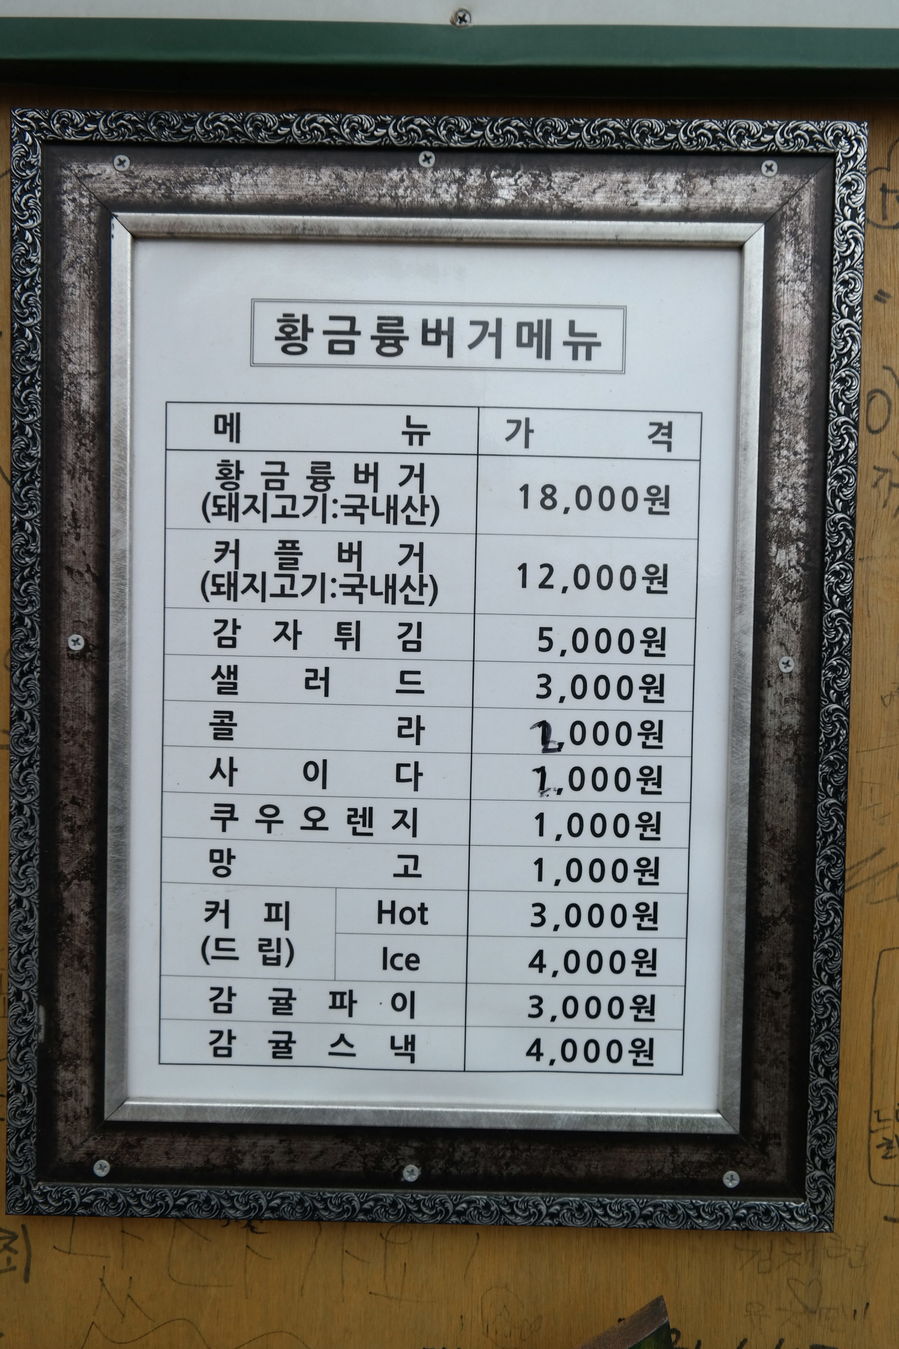 황금륭버거메뉴
메뉴 가격
황금륭버거
(돼지고기:국내산) 18,000원
커플버거
(돼지고기:국내산) 12,000원
감자튀김 5,000원
샐러드 3,000원
콜라 2,000원
사이다 2,000원
쿠우오렌지 1,000원
망고 1,000원
커피 Hot 3,000원
(드립) Ice 4,000원
감귤파이 3,000원
감귤스낵 4,000원